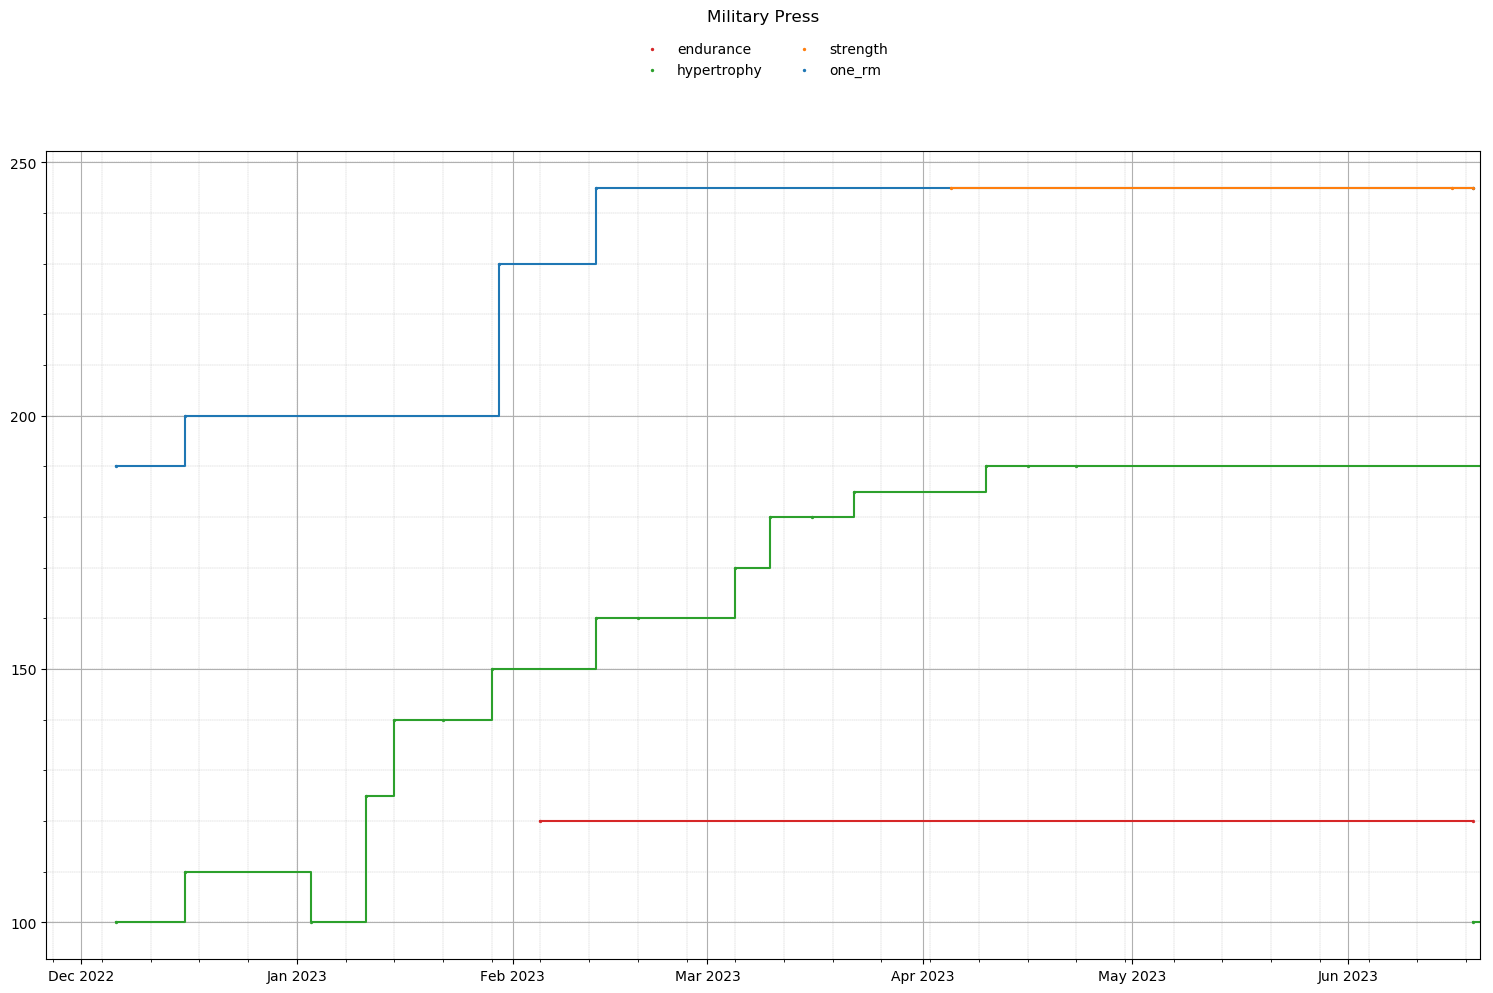 Military Press
endurance strength
hypertrophy one_rm
250
200
150
100
Dec 2022 Jan 2023 Feb 2023 Mar 2023 Apr 2023 May 2023 Jun 2023